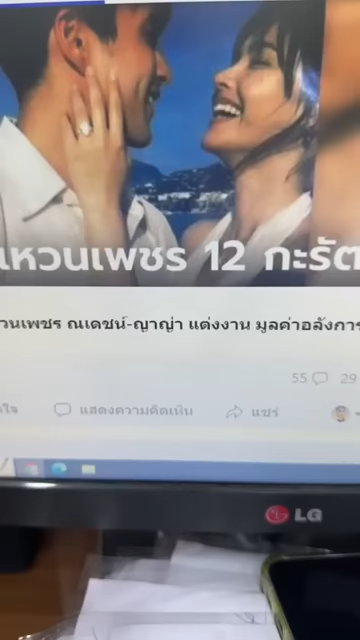 แหวนเพชร 12 กะรัต
วนเพชร ณเดชน์-ญาญ่า แต่งงาน มูลค่าอลังการ
55 29
แสดงความคิดเห็น แชร์
LG